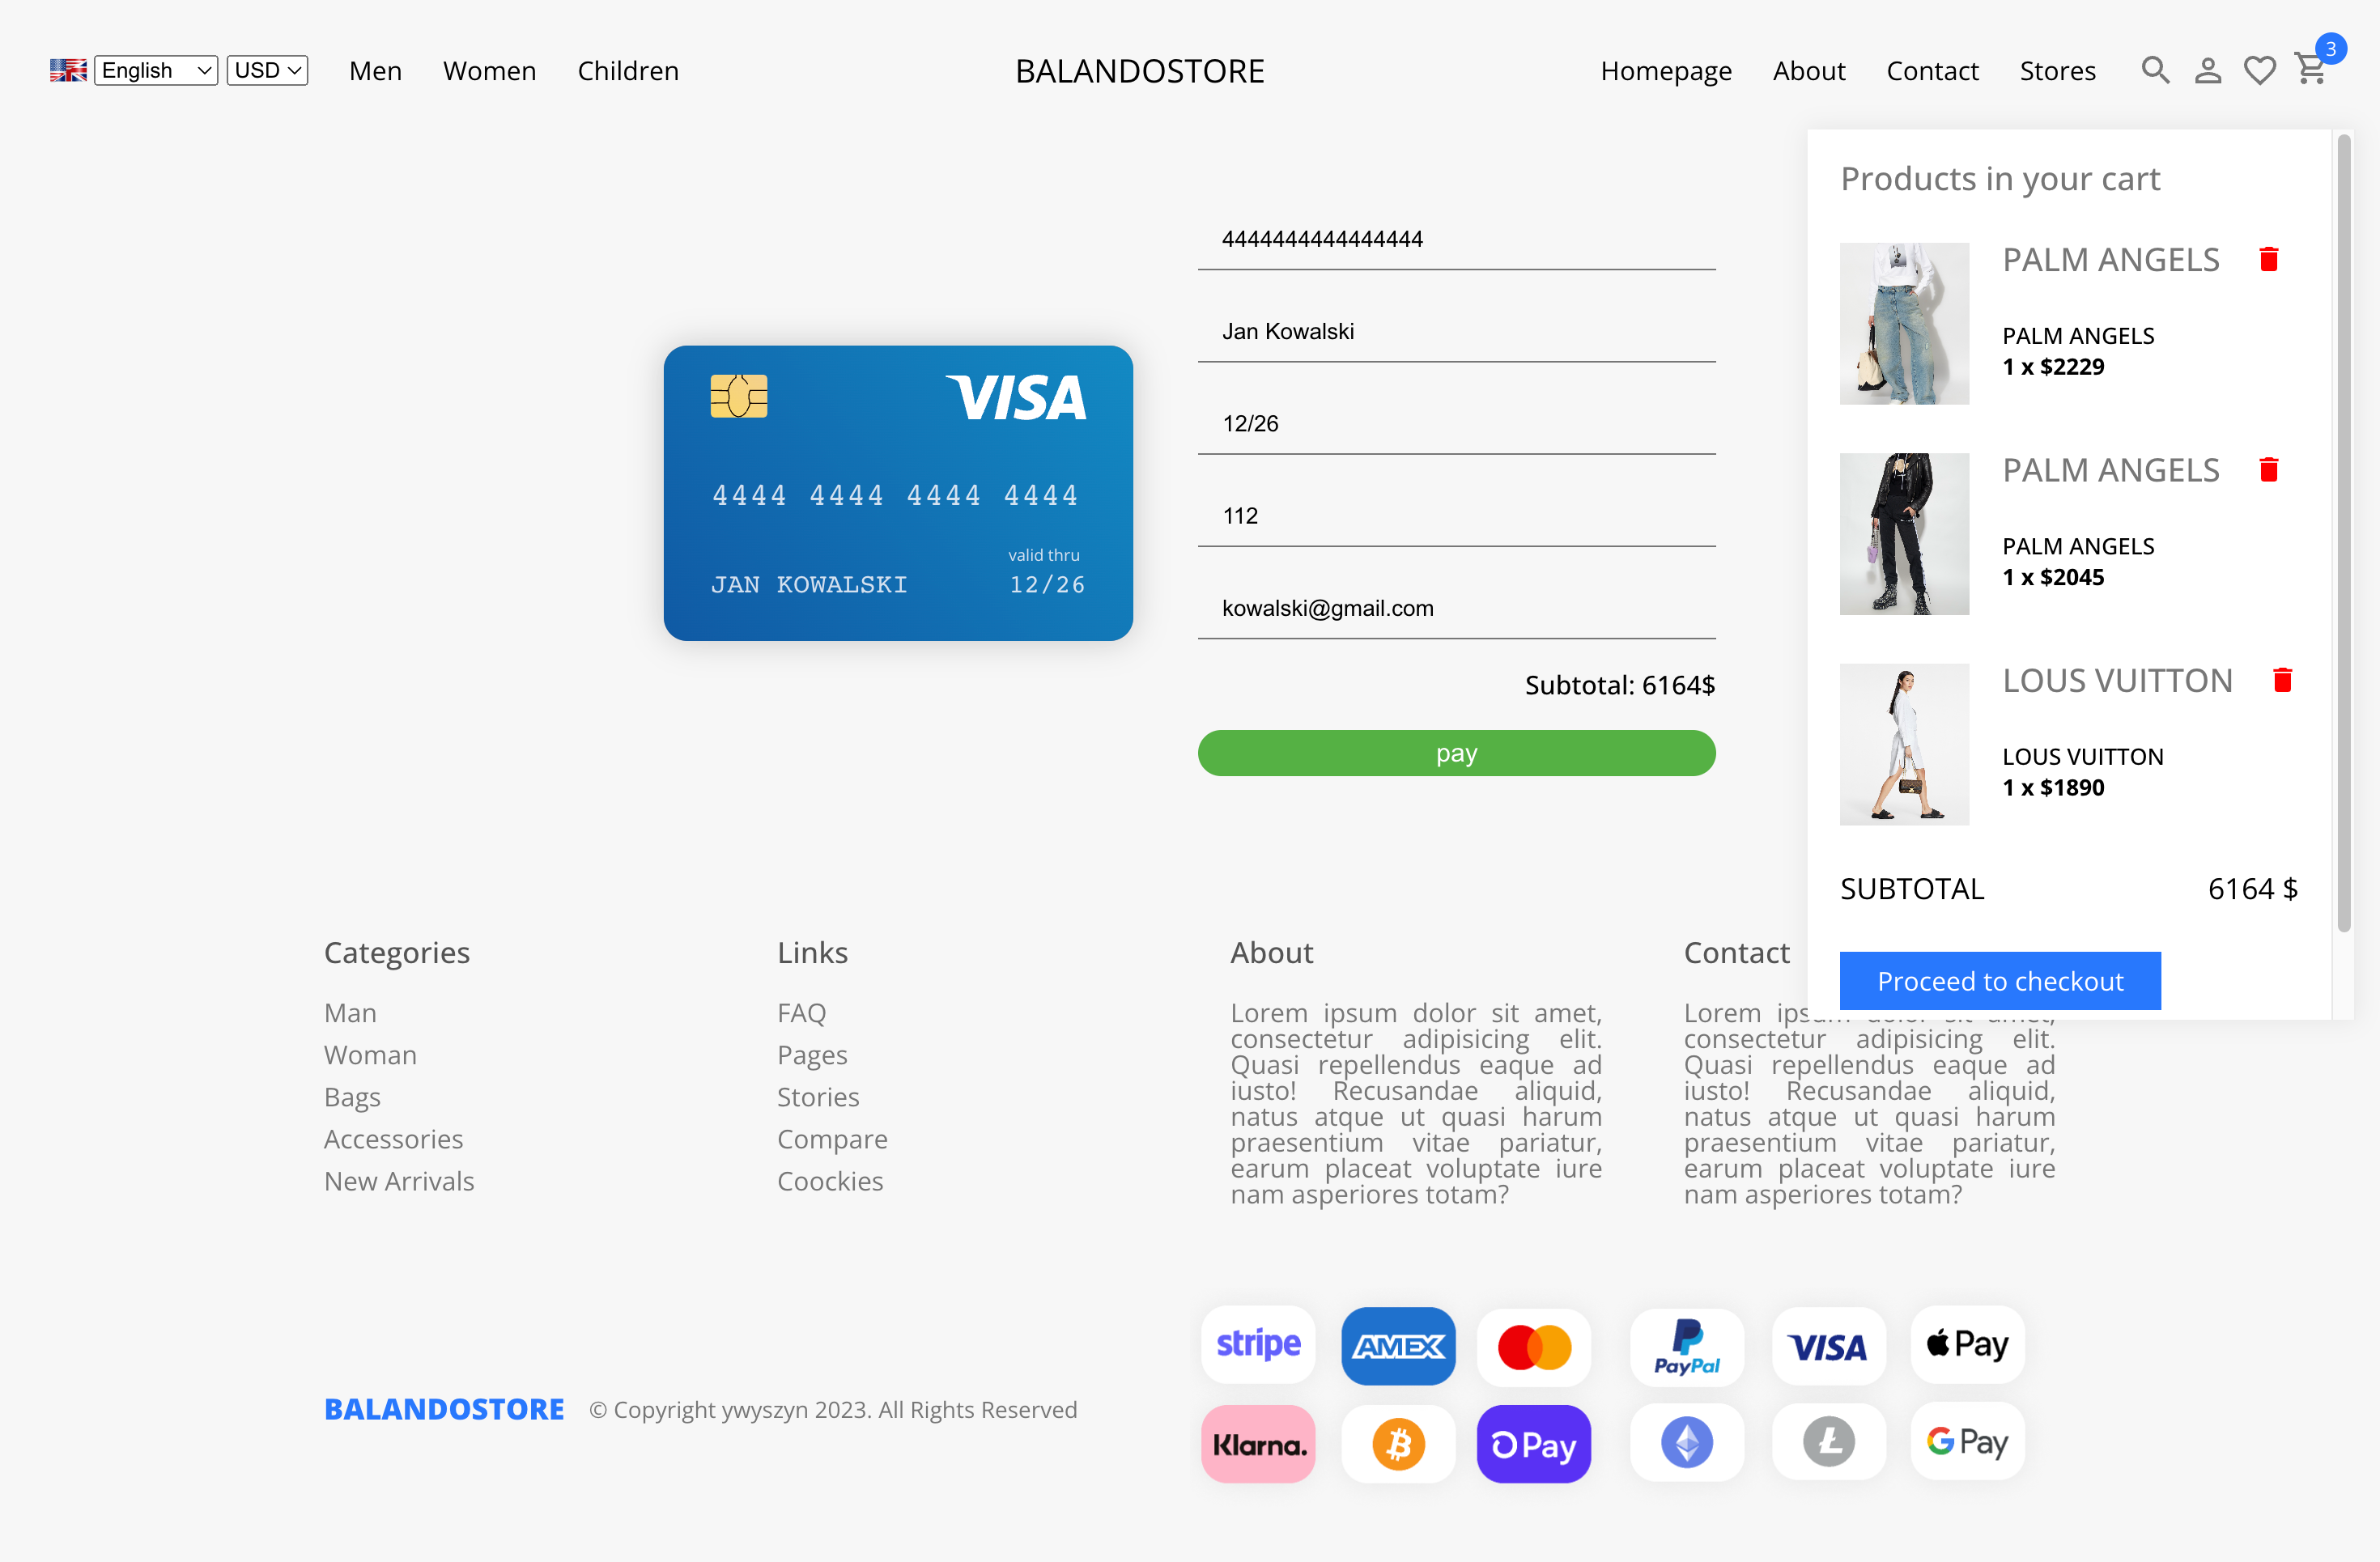 English USD Men Women Children BALANDOSTORE Homepage About Contact Stores 3
4444444444444444
Jan Kowalski
12/26
112
kowalski@gmail.com
Subtotal: 6164$
pay
VISA
4444 4444 4444 4444
valid thru
JAN KOWALSKI 12/26
Products in your cart
PALM ANGELS
PALM ANGELS
1 x $2229
PALM ANGELS
PALM ANGELS
1 x $2045
LOUS VUITTON
LOUS VUITTON
1 x $1890
SUBTOTAL 6164 $
Proceed to checkout
Categories
Man
Woman
Bags
Accessories
New Arrivals
Links
FAQ
Pages
Stories
Compare
Coockies
About
Lorem ipsum dolor sit amet,
consectetur adipisicing elit.
Quasi repellendus eaque ad
iusto! Recusandae aliquid,
natus atque ut quasi harum
praesentium vitae pariatur,
earum placeat voluptate iure
nam asperiores totam?
Contact
Lorem ipsum dolor sit amet,
consectetur adipisicing elit.
Quasi repellendus eaque ad
iusto! Recusandae aliquid,
natus atque ut quasi harum
praesentium vitae pariatur,
earum placeat voluptate iure
nam asperiores totam?
BALANDOSTORE © Copyright ywyszyn 2023. All Rights Reserved
stripe AMEX PayPal VISA Pay
Klarna. Pay G Pay